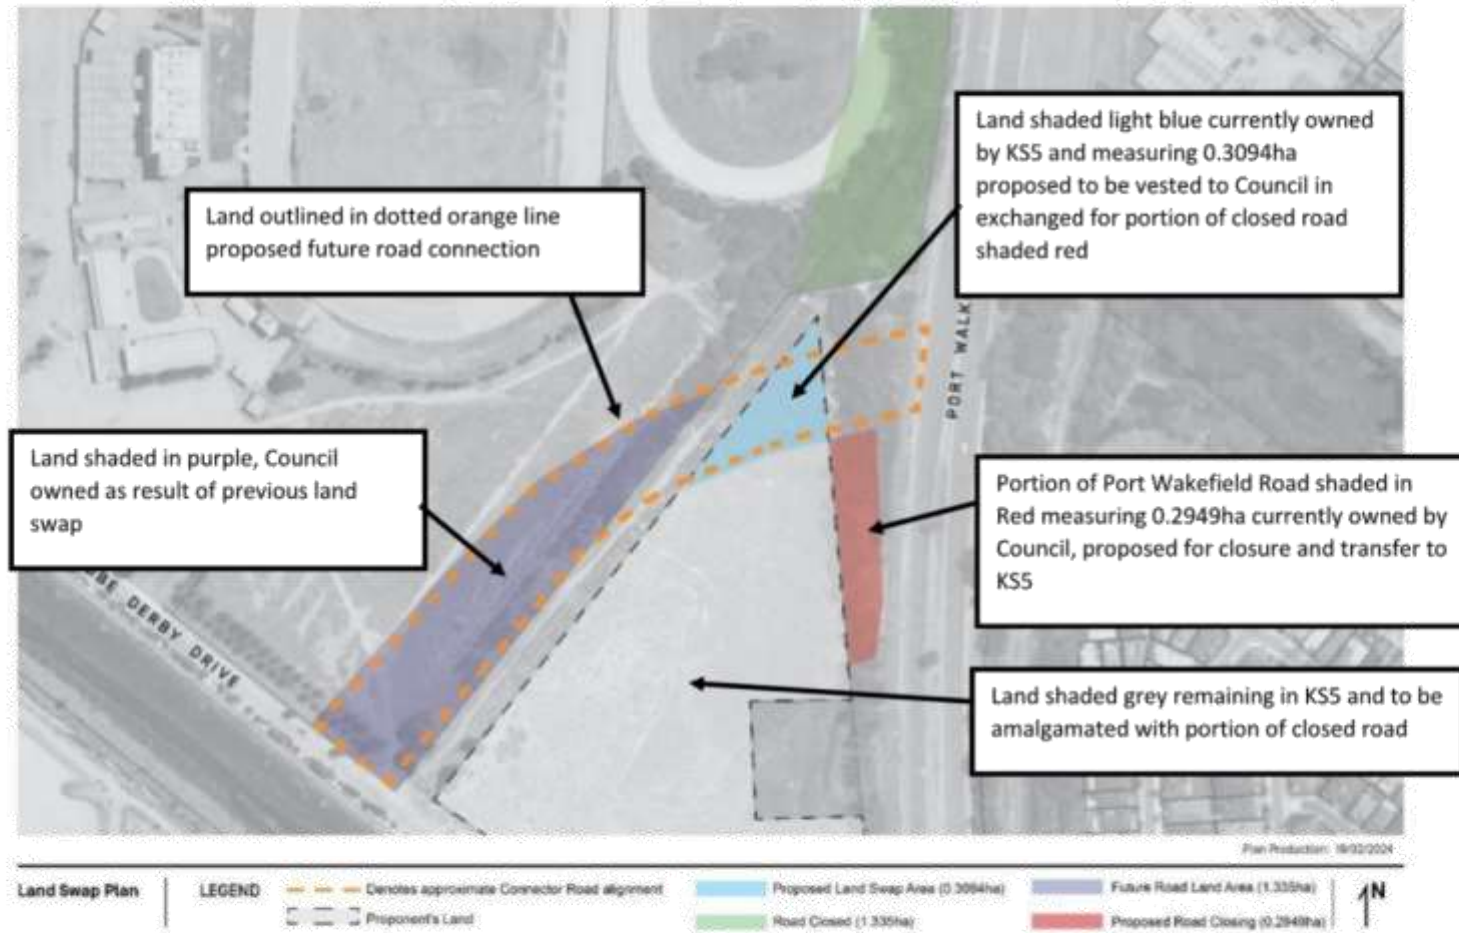 Land shaded light blue currently owned
by KS5 and measuring 0.3094ha
proposed to be vested to Council in
exchanged for portion of closed road
shaded red
Land outlined in dotted orange line
proposed future road connection
PORT WALK
Land shaded in purple, Council
owned as result of previous land
swap
Portion of Port Wakefield Road shaded in
Red measuring 0.2949ha currently owned by
Council, proposed for closure and transfer to
KS5
DERBY DRIVE
Land shaded grey remaining in KS5 and to be
amalgamated with portion of closed road
Plan Production: 19/02/2024
Land Swap Plan
LEGEND
Denotes approximate Connector Road alignment
Proponent's Land
Proposed Land Swap Area (0.3094ha)
Road Closed (1.335ha)
Future Road Land Area (1.335ha)
Proposed Road Closing (0.2949ha)
N